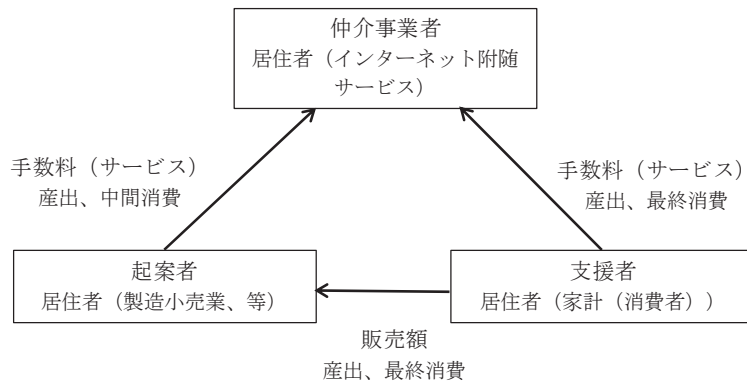 仲介事業者
居住者（インターネット附随
サービス）
手数料（サービス）
産出、中間消費
手数料（サービス）
産出、最終消費
起案者
居住者（製造小売業、等）
支援者
居住者（家計（消費者））
販売額
産出、最終消費